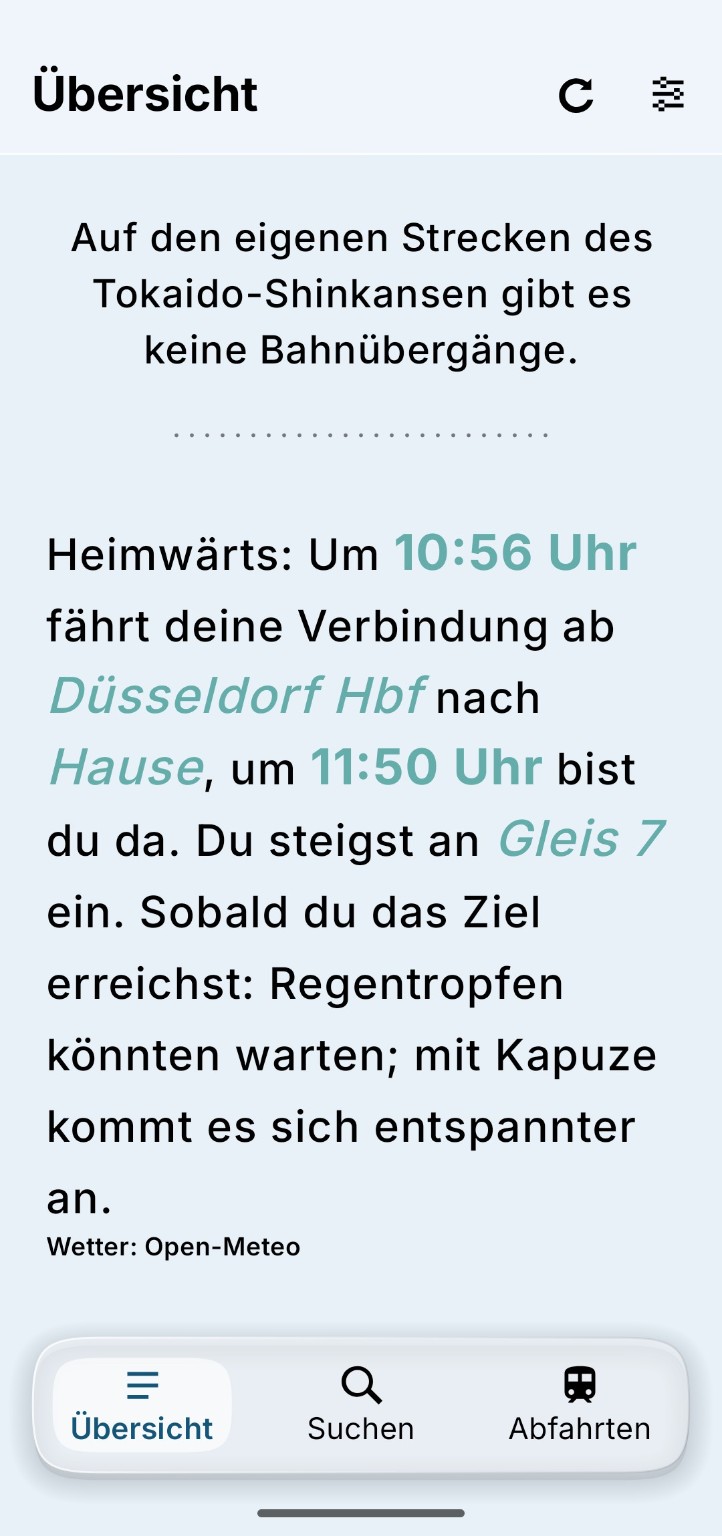 Übersicht
Auf den eigenen Strecken des
Tokaido-Shinkansen gibt es
keine Bahnübergänge.
Heimwärts: Um 10:56 Uhr
fährt deine Verbindung ab
Düsseldorf Hbf nach
Hause, um 11:50 Uhr bist
du da. Du steigst an Gleis 7
ein. Sobald du das Ziel
erreichst: Regentropfen
könnten warten; mit Kapuze
kommt es sich entspannter
an.
Wetter: Open-Meteo
Übersicht
Suchen
Abfahrten